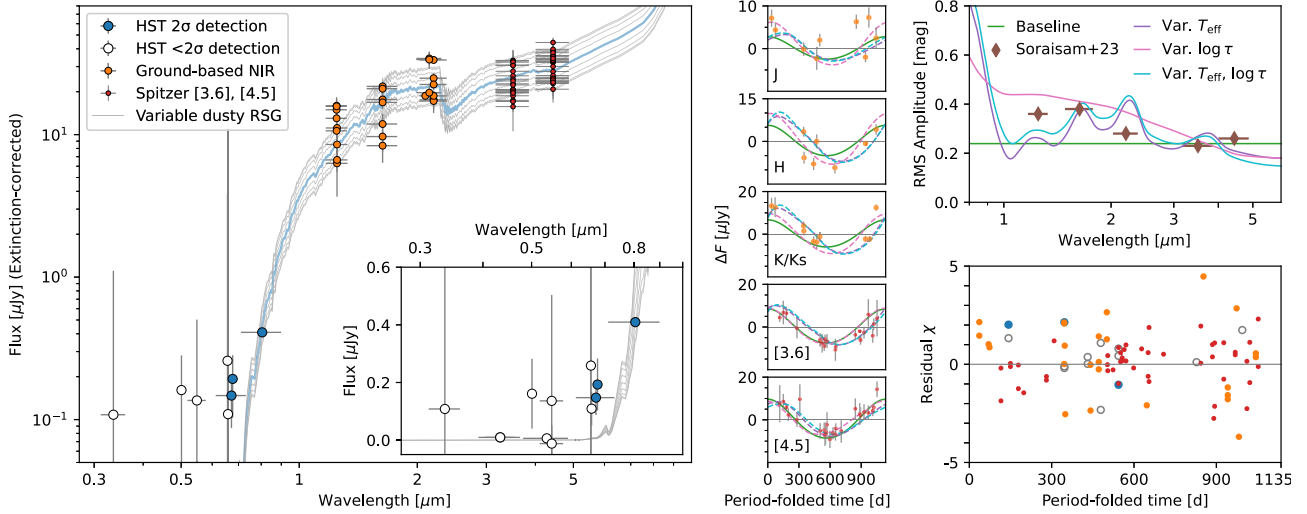 HST 2σ detection
HST <2σ detection
Ground-based NIR
Spitzer [3.6], [4.5]
Variable dusty RSG
Flux [μJy] (Extinction-corrected)
10¹
10⁰
10⁻¹
0.3
0.5
1
2
3
5
Wavelength [μm]
Wavelength [μm]
0.3
0.5
0.8
Flux [μJy]
0.6
0.4
0.2
0.0
ΔF [μJy]
10
0
J
15
0
H
20
0
K/Ks
20
0
[3.6]
20
0
[4.5]
0
300
600
900
Period-folded time [d]
Baseline
Soraisam+23
Var. T_eff
Var. log τ
Var. T_eff, log τ
RMS Amplitude [mag]
0.8
0.6
0.4
0.2
0.0
1
2
3
4
5
Wavelength [μm]
Residual χ
5
0
-5
0
300
600
900
1135
Period-folded time [d]